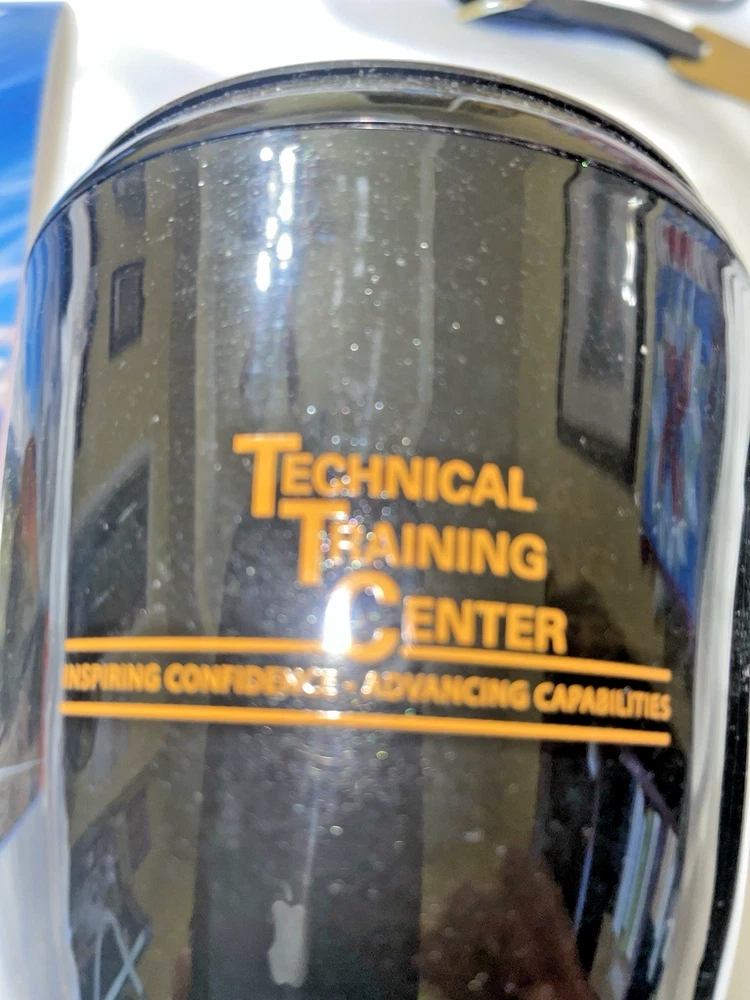 TECHNICAL
TRAINING
CENTER
INSPIRING CONFIDENCE - ADVANCING CAPABILITIES